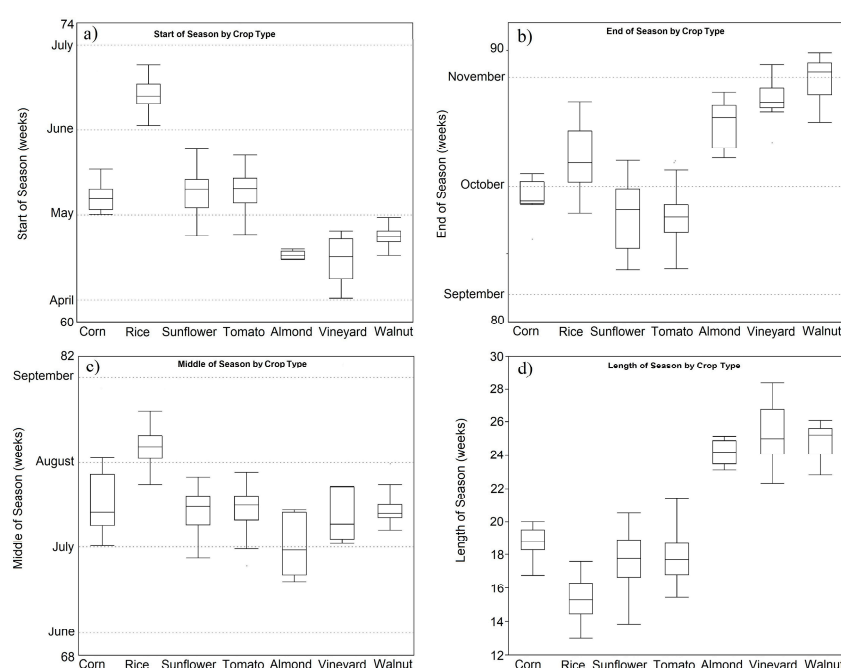 74
a)
Start of Season by Crop Type
July
June
May
April
60
Start of Season (weeks)
Corn Rice Sunflower Tomato Almond Vineyard Walnut
b)
End of Season by Crop Type
90
November
October
September
80
End of Season (weeks)
Corn Rice Sunflower Tomato Almond Vineyard Walnut
82
c)
Middle of Season by Crop Type
September
August
July
June
68
Middle of Season (weeks)
Corn Rice Sunflower Tomato Almond Vineyard Walnut
d)
Length of Season by Crop Type
30
28
26
24
22
20
18
16
14
12
Length of Season (weeks)
Corn Rice Sunflower Tomato Almond Vineyard Walnut